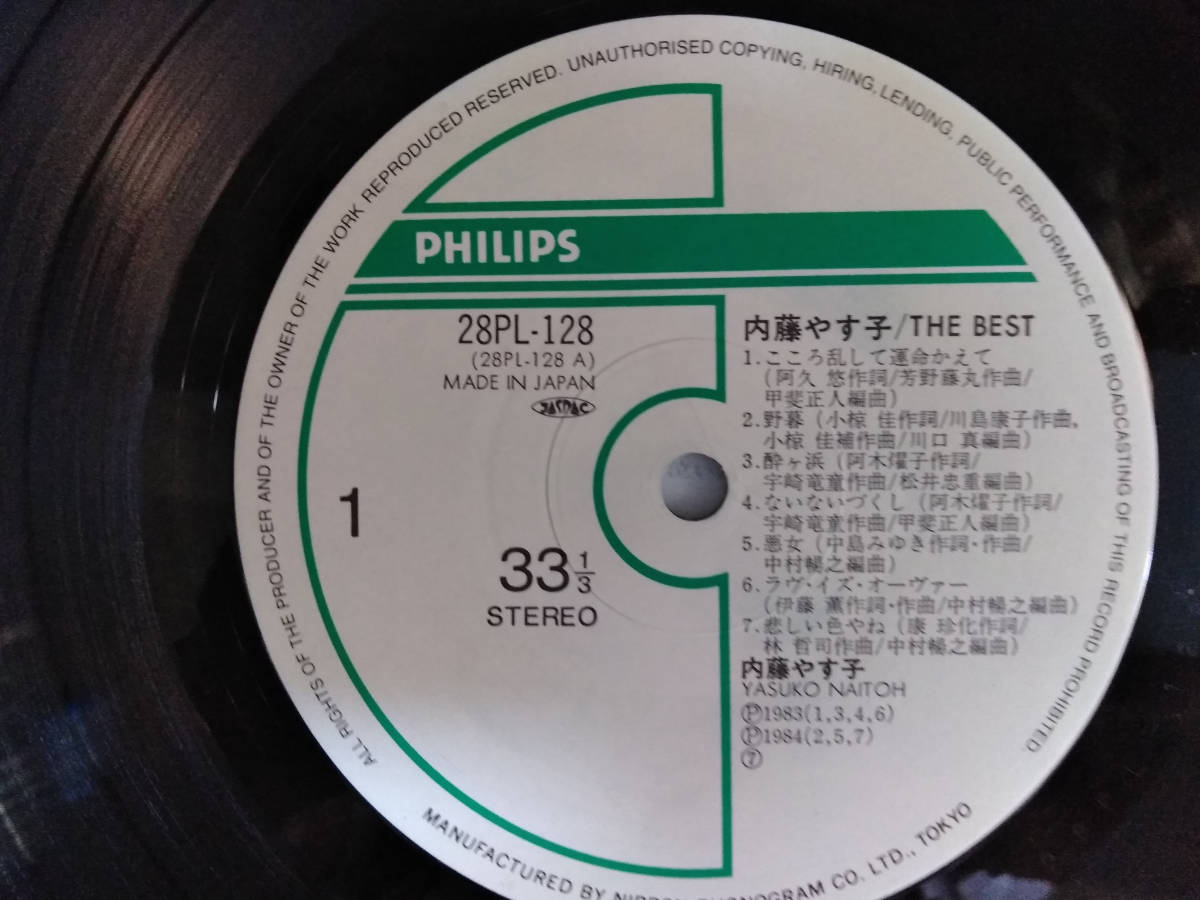 ALL RIGHTS OF THE PRODUCER AND OF THE OWNER OF THE WORK REPRODUCED RESERVED. UNAUTHORISED COPYING, HIRING, LENDING, PUBLIC PERFORMANCE AND BROADCASTING OF THIS RECORD PROHIBITED.
PHILIPS
28PL-128
(28PL-128 A)
MADE IN JAPAN
JASRAC
1
33 1/3
STEREO
内藤やす子/THE BEST
1.こころ乱して運命かえて
(阿久 悠作詞/芳野藤丸作曲/
甲斐正人編曲)
2.野暮(小椋 佳作詞/川島康子作曲,
小椋 佳補作曲/川口 真編曲)
3.酔ヶ浜(阿木燿子作詞/
宇崎竜童作曲/松井忠重編曲)
4.ないないづくし(阿木燿子作詞/
宇崎竜童作曲/甲斐正人編曲)
5.悪女(中島みゆき作詞・作曲/
中村暢之編曲)
6.ラヴ・イズ・オーヴァー
(伊藤 薫作詞・作曲/中村暢之編曲)
7.悲しい色やね(康 珍化作詞/
林 哲司作曲/中村暢之編曲)
内藤やす子
YASUKO NAITOH
Ⓟ1983(1,3,4,6)
Ⓟ1984(2,5,7)
⑦
MANUFACTURED BY NIPPON PHONOGRAM CO. LTD., TOKYO